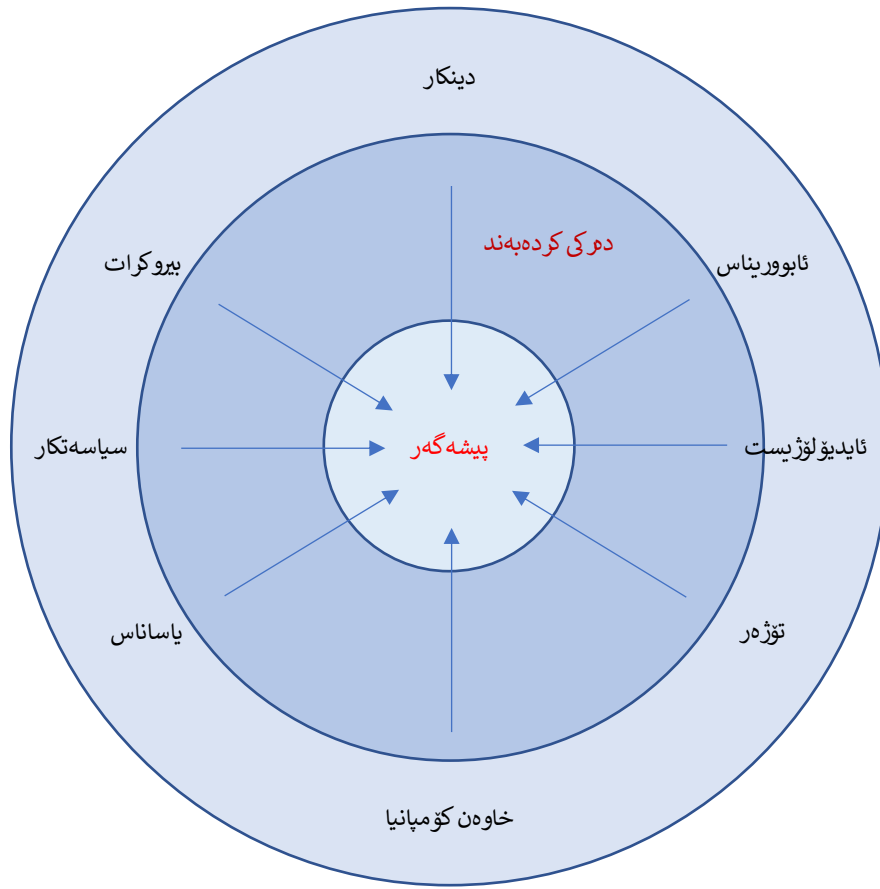 دینکار
دەرکی کردەبەند
ئابووریناس
بیروکرات
پیشەگەر
ئایدیۆلۆژیست
سیاسەتکار
تۆژەر
یاساناس
خاوەن کۆمپانیا